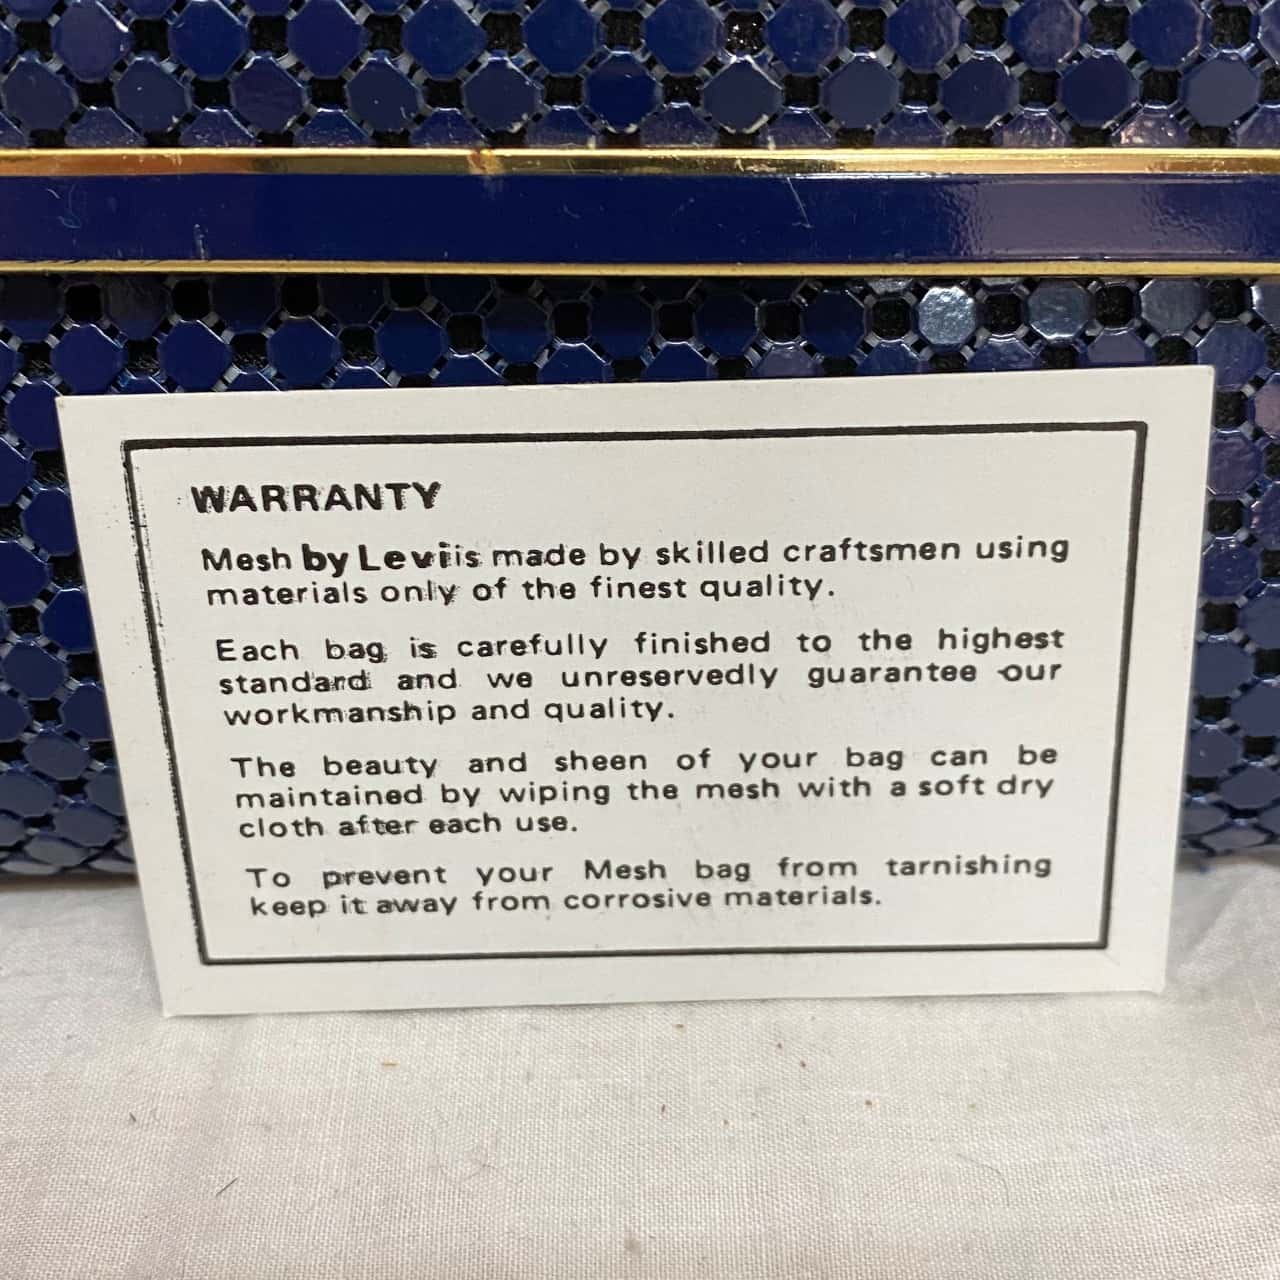 WARRANTY
Mesh by Levi is made by skilled craftsmen using
materials only of the finest quality.
Each bag is carefully finished to the highest
standard and we unreservedly guarantee our
workmanship and quality.
The beauty and sheen of your bag can be
maintained by wiping the mesh with a soft dry
cloth after each use.
To prevent your Mesh bag from tarnishing
keep it away from corrosive materials.